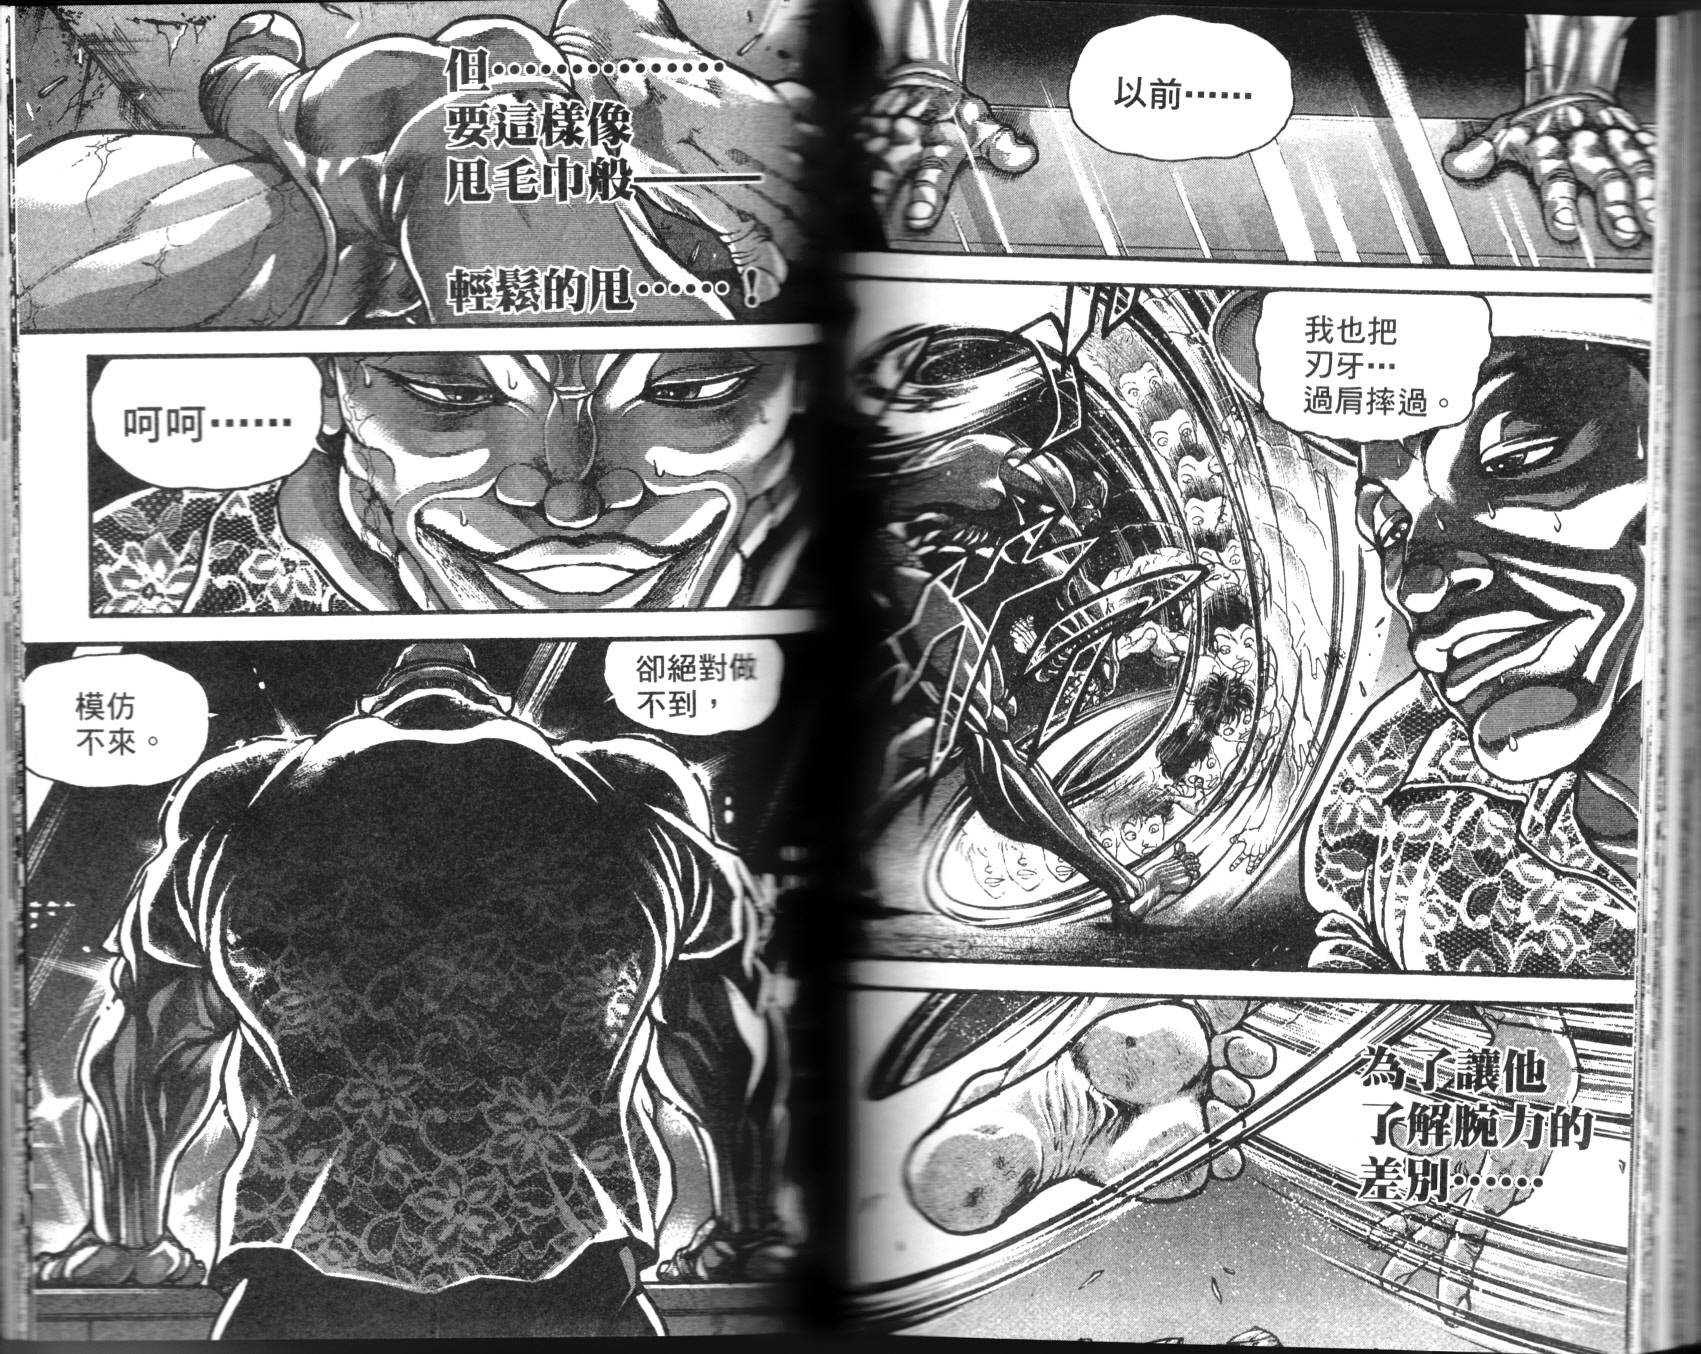 以前……
我也把
刃牙…
過肩摔過。
為了讓他
了解腕力的
差別……
但……………
要這樣像
甩毛巾般——
輕鬆的甩……！
呵呵……
卻絕對做
不到，
模仿
不來。